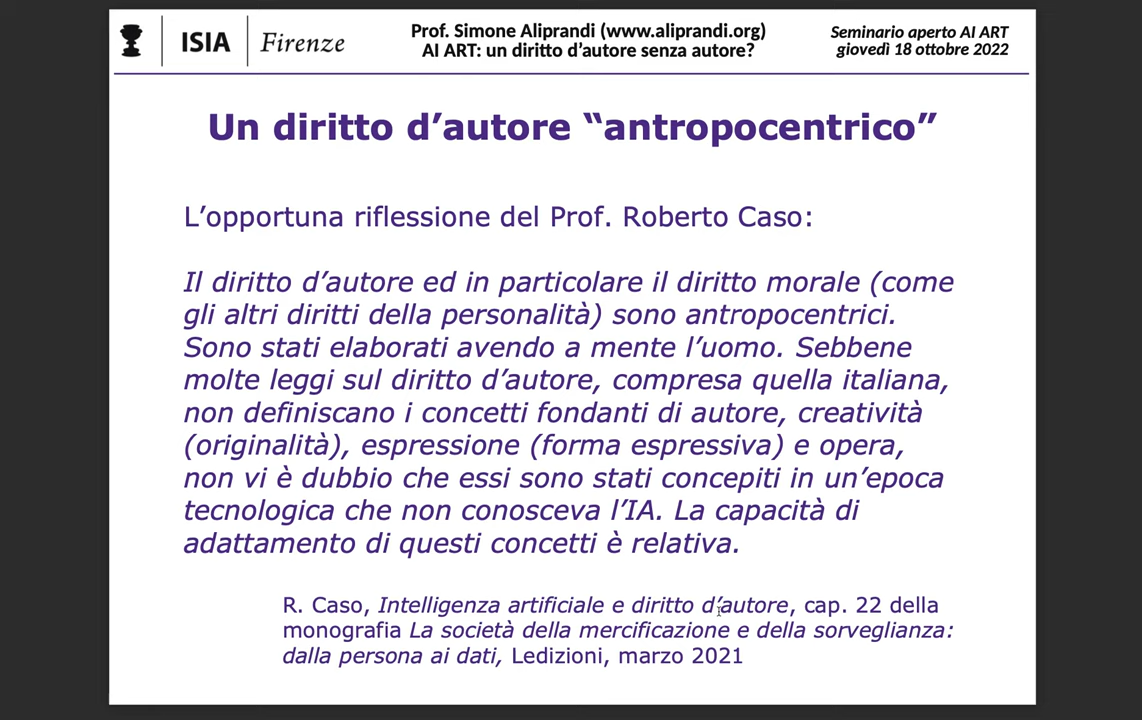 ISIA
Firenze
Prof. Simone Aliprandi (www.aliprandi.org)
AI ART: un diritto d’autore senza autore?
Seminario aperto AI ART
giovedì 18 ottobre 2022
Un diritto d’autore “antropocentrico”
L’opportuna riflessione del Prof. Roberto Caso:
Il diritto d’autore ed in particolare il diritto morale (come
gli altri diritti della personalità) sono antropocentrici.
Sono stati elaborati avendo a mente l’uomo. Sebbene
molte leggi sul diritto d’autore, compresa quella italiana,
non definiscano i concetti fondanti di autore, creatività
(originalità), espressione (forma espressiva) e opera,
non vi è dubbio che essi sono stati concepiti in un’epoca
tecnologica che non conosceva l’IA. La capacità di
adattamento di questi concetti è relativa.
R. Caso, Intelligenza artificiale e diritto d’autore, cap. 22 della
monografia La società della mercificazione e della sorveglianza:
dalla persona ai dati, Ledizioni, marzo 2021